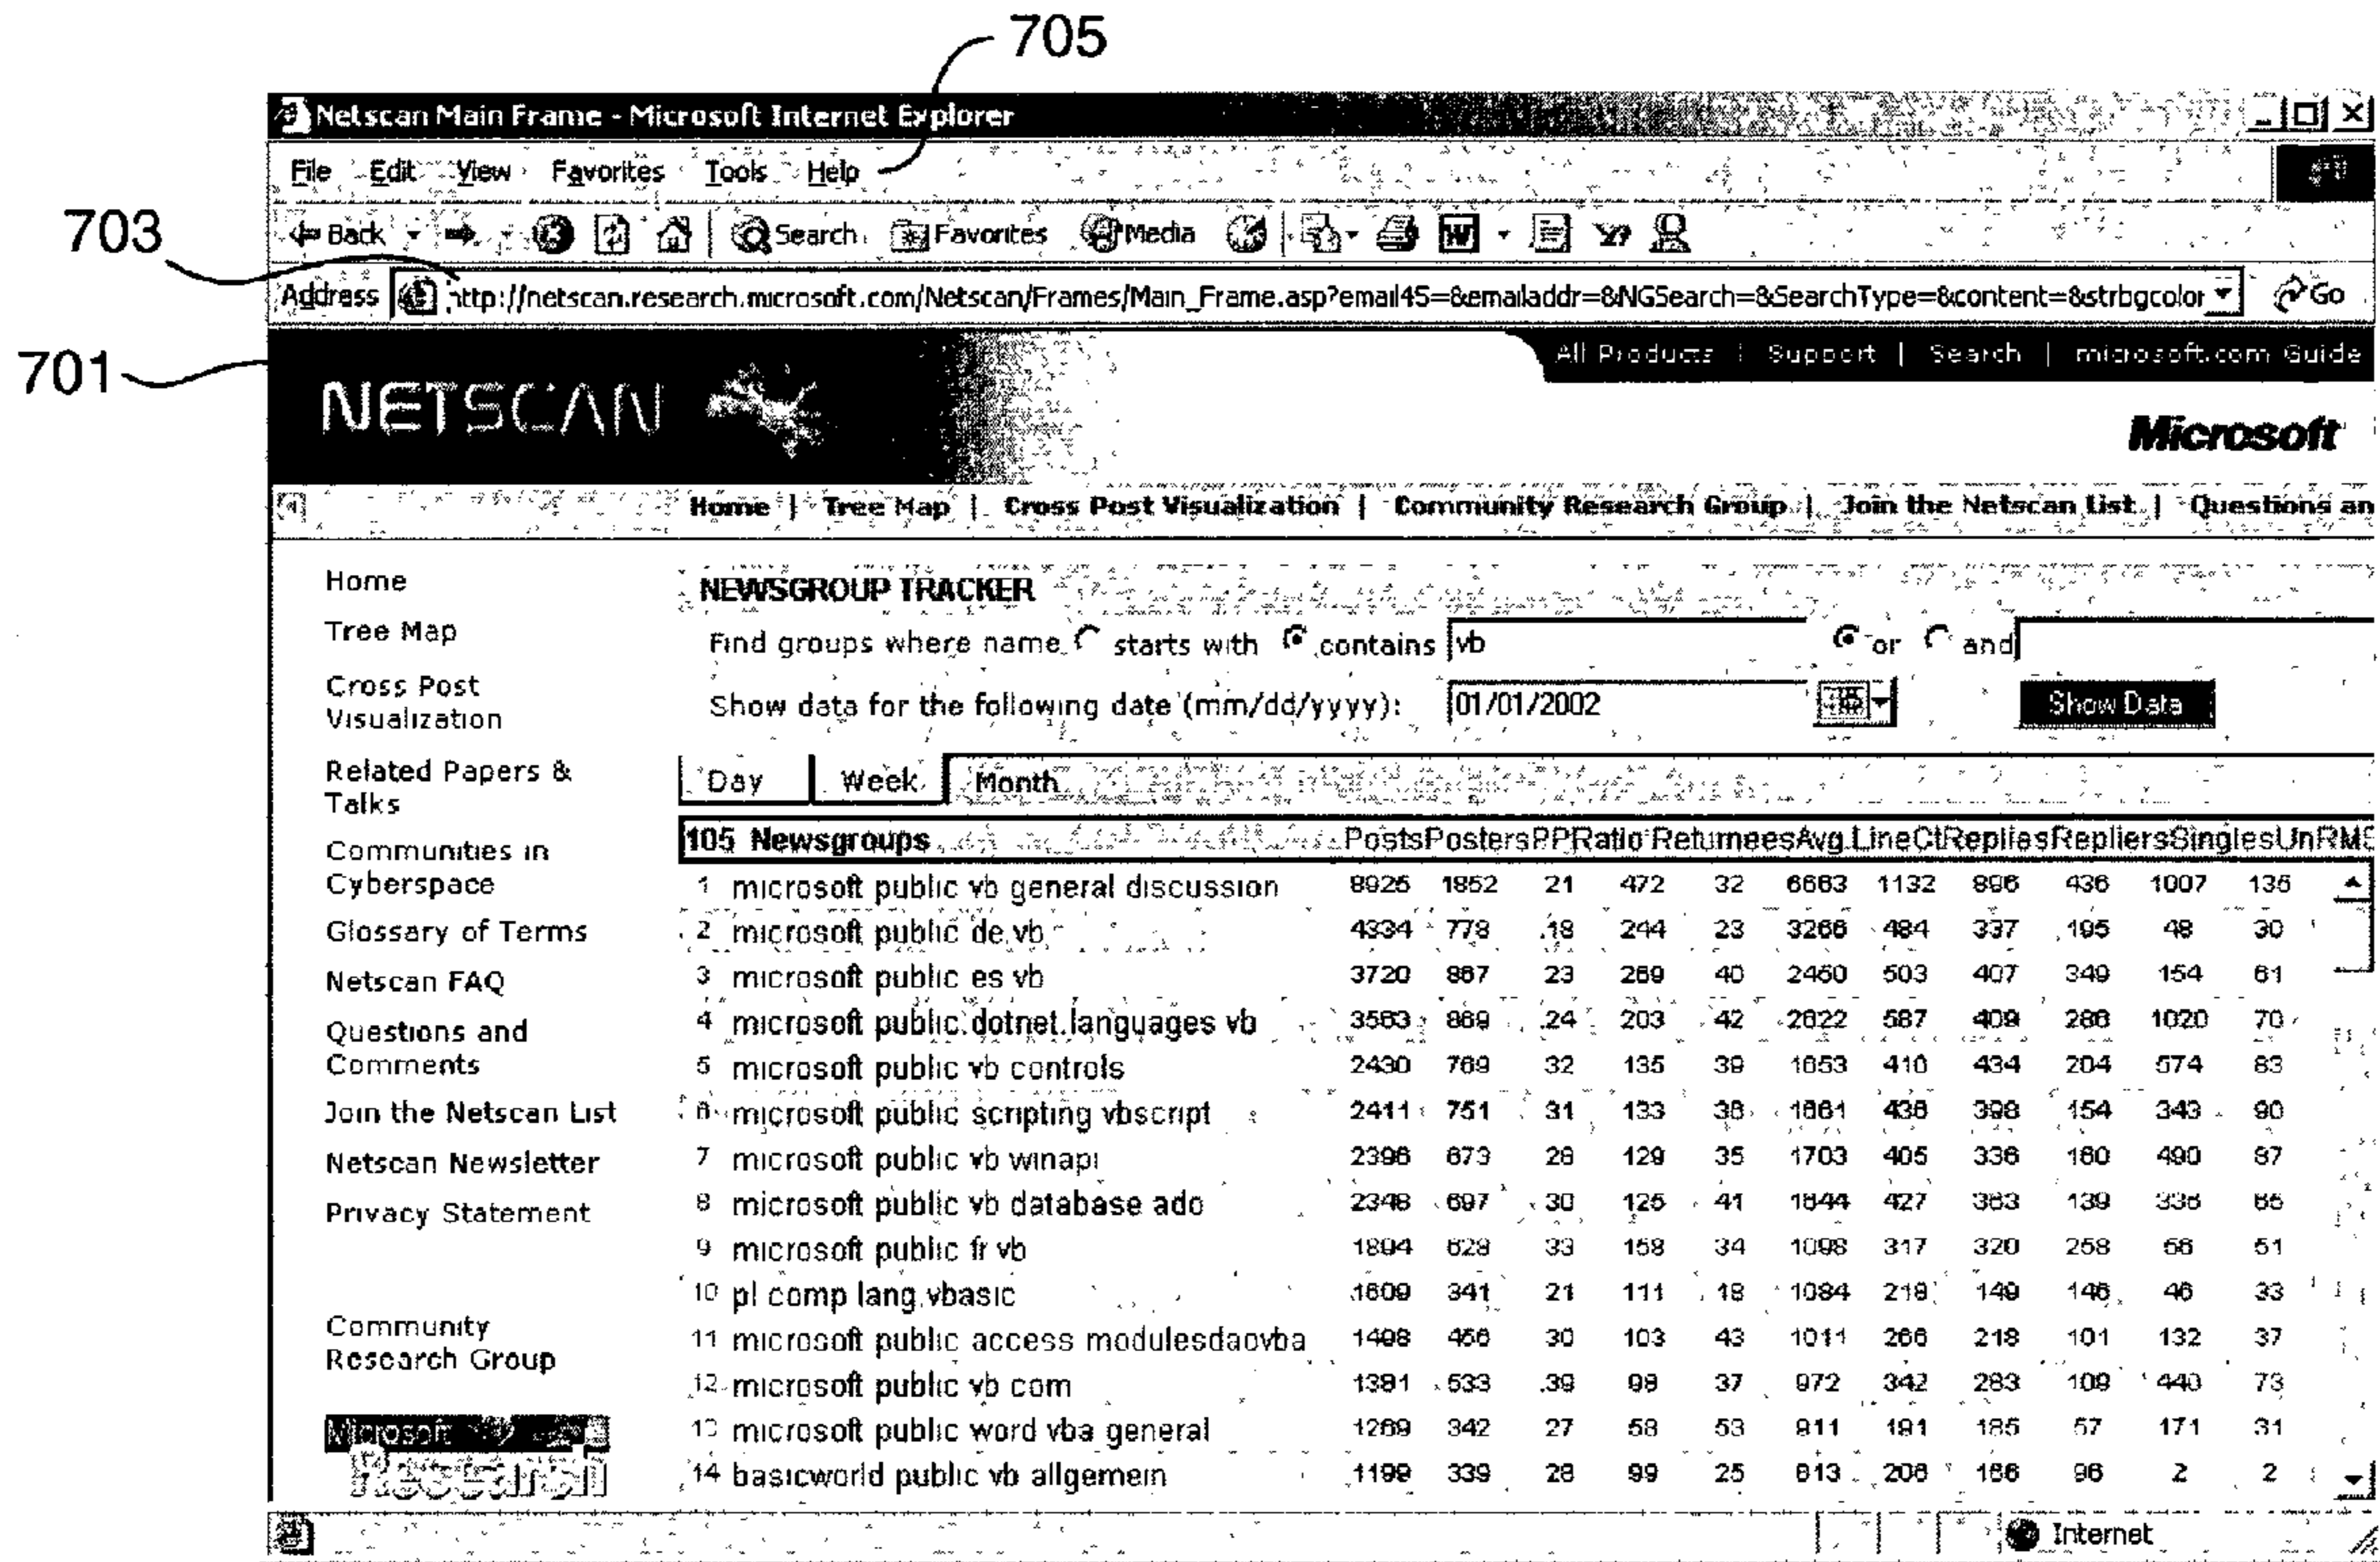 705
Netscan Main Frame - Microsoft Internet Explorer
File Edit View Favorites Tools Help
703
Back Search Favorites Media
Address http://netscan.research.microsoft.com/Netscan/Frames/Main_Frame.asp?email45=&emailaddr=&NGSearch=&SearchType=&content=&strbgcolor Go
701
All Products | Support | Search | microsoft.com Guide
NETSCAN
Microsoft
Home | Tree Map | Cross Post Visualization | Community Research Group | Join the Netscan List | Questions an
Home
Tree Map
Cross Post
Visualization
Related Papers &
Talks
Communities in
Cyberspace
Glossary of Terms
Netscan FAQ
Questions and
Comments
Join the Netscan List
Netscan Newsletter
Privacy Statement
Community
Research Group
Microsoft
Research
NEWSGROUP TRACKER
Find groups where name starts with contains vb or and
Show data for the following date (mm/dd/yyyy): 01/01/2002 Show Data
Day Week Month
105 Newsgroups Posts Posters PPRatio Returnees Avg.LineCt Replies Repliers Singles UnRMS
1 microsoft public vb general discussion 8925 1852 21 472 32 6663 1132 896 436 1007 135
2 microsoft public de vb 4334 778 .18 244 23 3266 484 337 195 48 30
3 microsoft public es vb 3720 867 23 269 40 2450 503 407 349 154 61
4 microsoft public.dotnet.languages vb 3563 869 .24 203 42 2622 587 409 286 1020 70
5 microsoft public vb controls 2430 769 32 135 39 1653 410 434 204 574 83
6 microsoft public scripting vbscript 2411 751 31 133 38 1661 436 398 154 343 90
7 microsoft public vb winapi 2396 673 28 129 35 1703 405 336 160 490 87
8 microsoft public vb database ado 2348 697 30 125 41 1644 427 363 139 336 65
9 microsoft public fr vb 1894 628 33 158 34 1098 317 320 258 56 51
10 pl comp lang.vbasic 1609 341 21 111 18 1084 219 149 146 46 33
11 microsoft public access modulesdaovba 1498 456 30 103 43 1011 266 218 101 132 37
12 microsoft public vb com 1381 533 .39 98 37 972 342 283 109 440 73
13 microsoft public word vba general 1269 342 27 58 53 911 191 185 57 171 31
14 basicworld public vb allgemein 1199 339 28 99 25 813 206 166 96 2 2
Internet